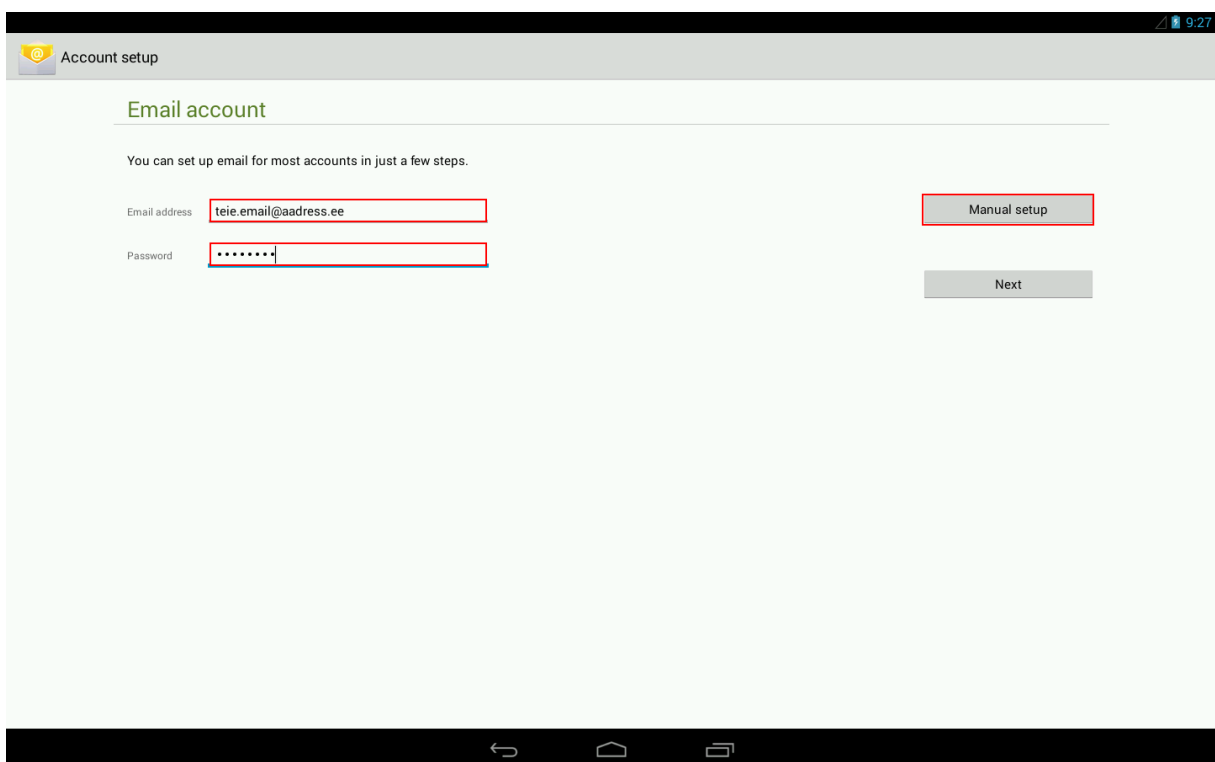 9:27
Account setup
Email account
You can set up email for most accounts in just a few steps.
Email address teie.email@aadress.ee Manual setup
Password ••••••••
Next